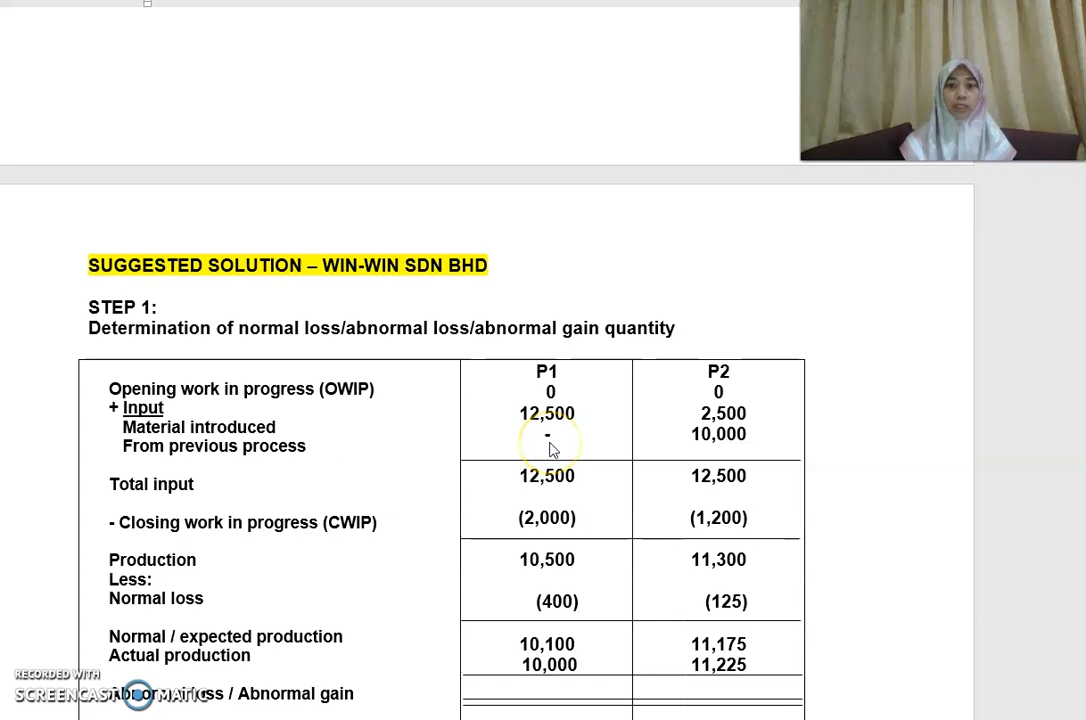 SUGGESTED SOLUTION – WIN-WIN SDN BHD
STEP 1:
Determination of normal loss/abnormal loss/abnormal gain quantity
P1 P2
Opening work in progress (OWIP) 0 0
+ Input 12,500 2,500
Material introduced - 10,000
From previous process
Total input 12,500 12,500
- Closing work in progress (CWIP) (2,000) (1,200)
Production 10,500 11,300
Less:
Normal loss (400) (125)
Normal / expected production 10,100 11,175
Actual production 10,000 11,225
RECORDED WITH
SCREENCAST MATIC
Abnormal loss / Abnormal gain